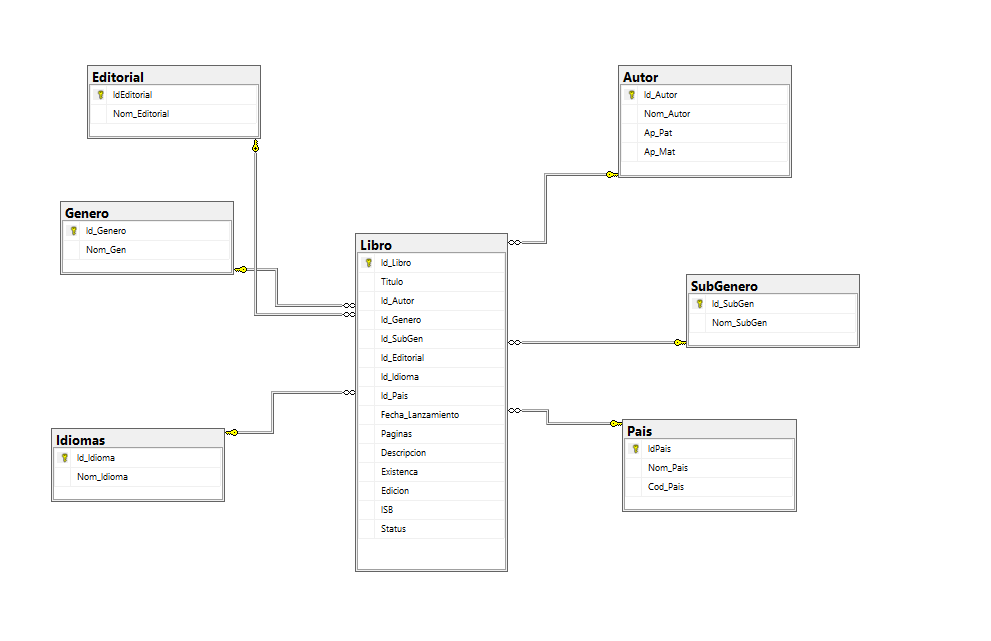 Editorial
IdEditorial
Nom_Editorial
Autor
Id_Autor
Nom_Autor
Ap_Pat
Ap_Mat
Genero
Id_Genero
Nom_Gen
Libro
Id_Libro
Titulo
Id_Autor
Id_Genero
Id_SubGen
Id_Editorial
Id_Idioma
Id_Pais
Fecha_Lanzamiento
Paginas
Descripcion
Existenca
Edicion
ISB
Status
SubGenero
Id_SubGen
Nom_SubGen
Idiomas
Id_Idioma
Nom_Idioma
Pais
IdPais
Nom_Pais
Cod_Pais